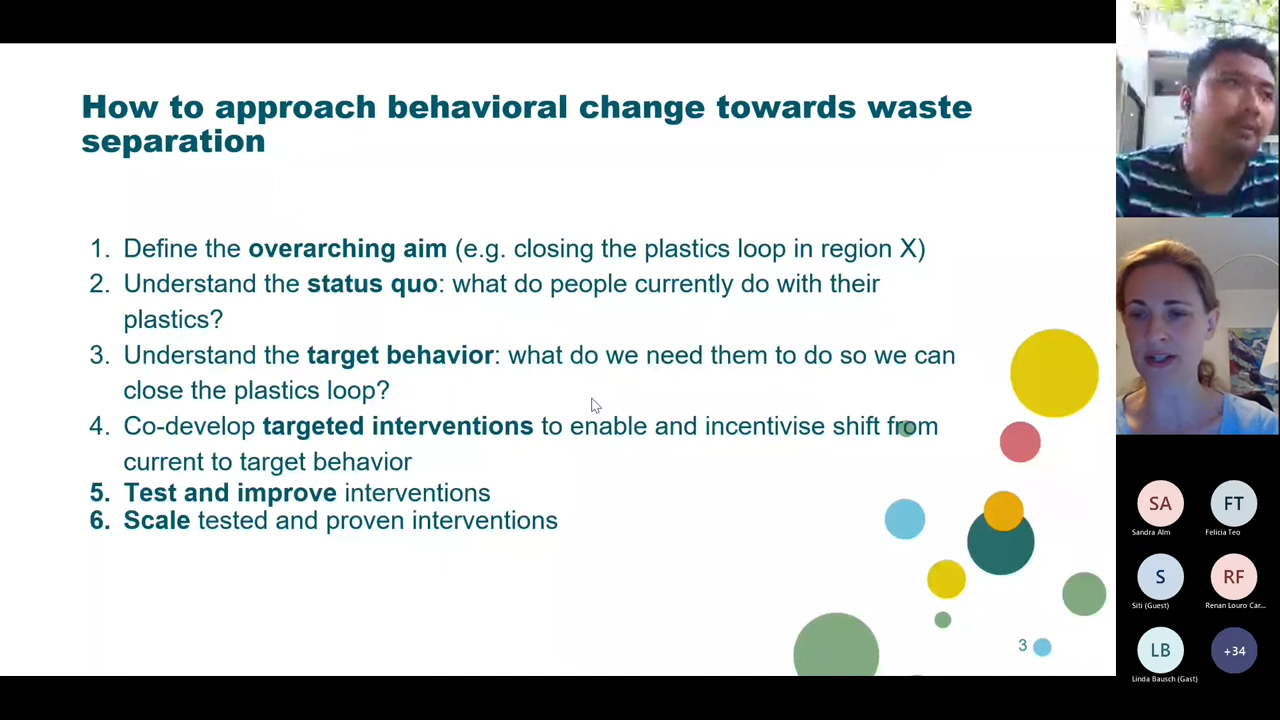 How to approach behavioral change towards waste
separation
1. Define the overarching aim (e.g. closing the plastics loop in region X)
2. Understand the status quo: what do people currently do with their
plastics?
3. Understand the target behavior: what do we need them to do so we can
close the plastics loop?
4. Co-develop targeted interventions to enable and incentivise shift from
current to target behavior
5. Test and improve interventions
6. Scale tested and proven interventions
3
SA
Sandra Alm
FT
Felicia Teo
S
Siti (Guest)
RF
Renan Louro Car...
LB
Linda Bausch (Gast)
+34